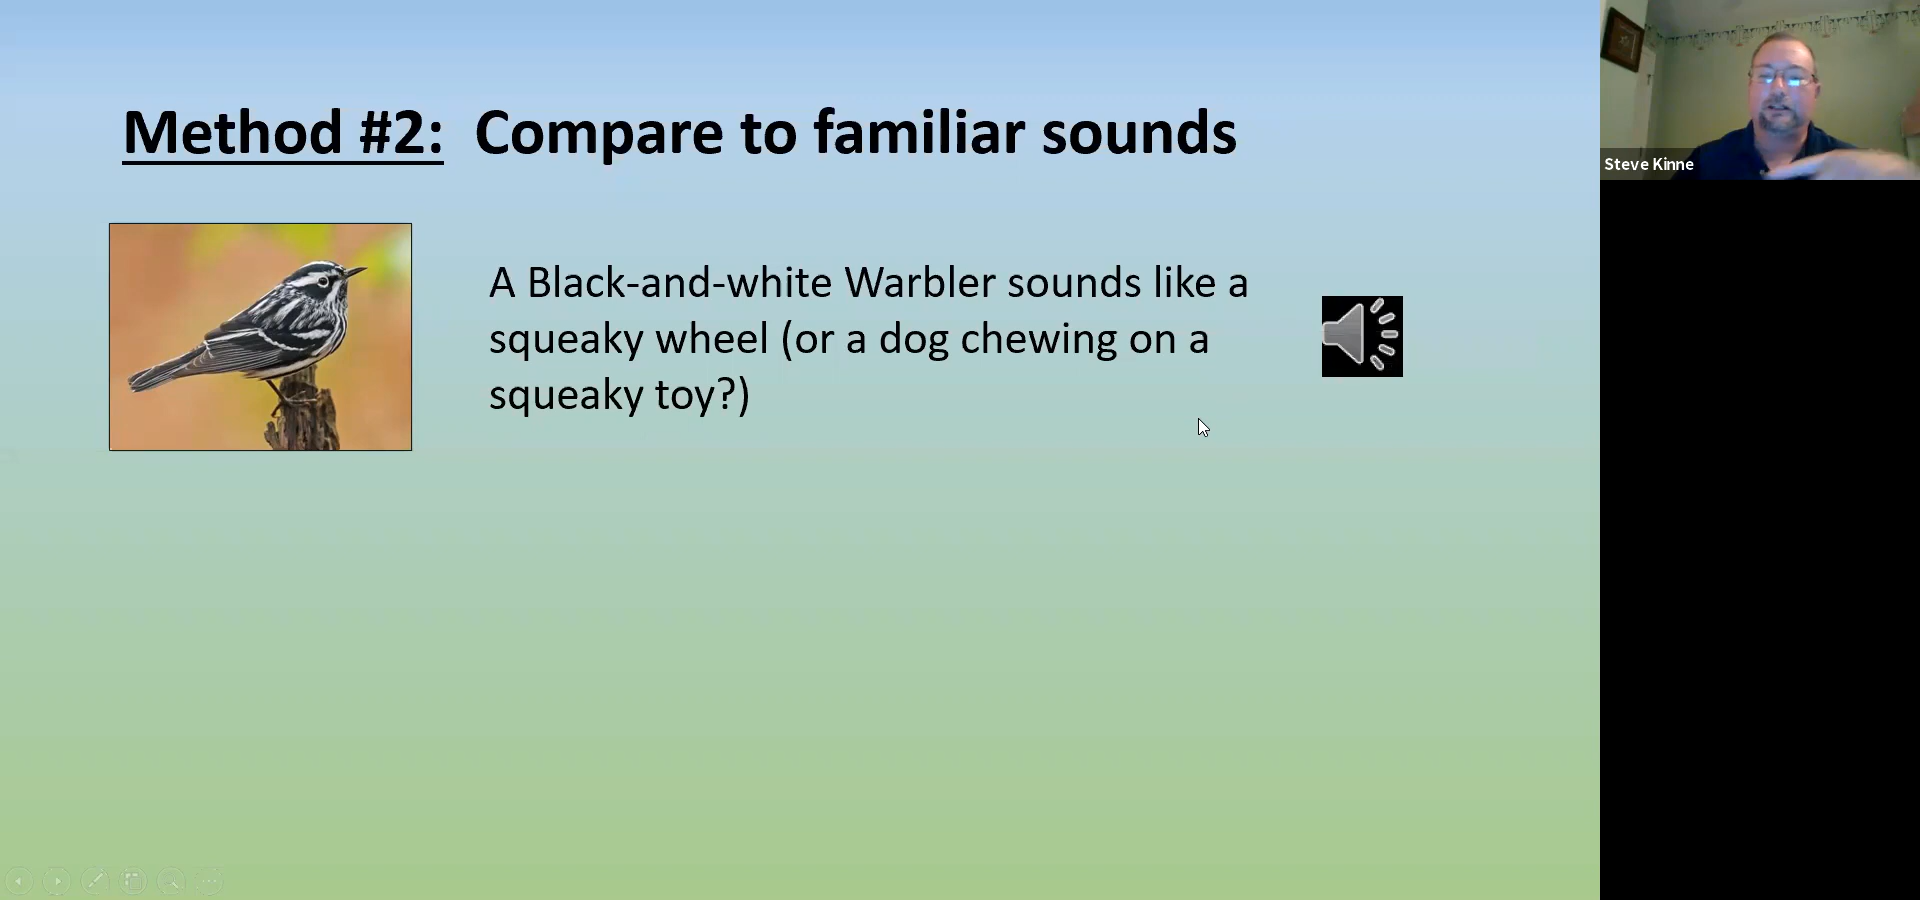 Method #2: Compare to familiar sounds
A Black-and-white Warbler sounds like a
squeaky wheel (or a dog chewing on a
squeaky toy?)
Steve Kinne